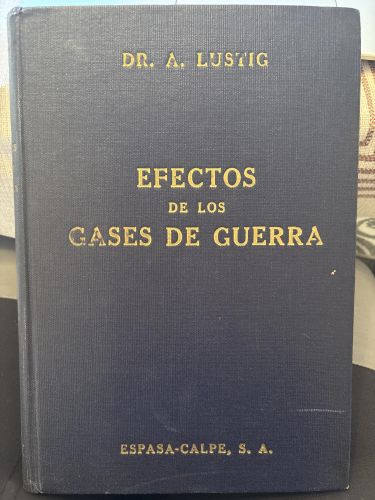 DR. A. LUSTIG
EFECTOS
DE LOS
GASES DE GUERRA
ESPASA-CALPE, S. A.